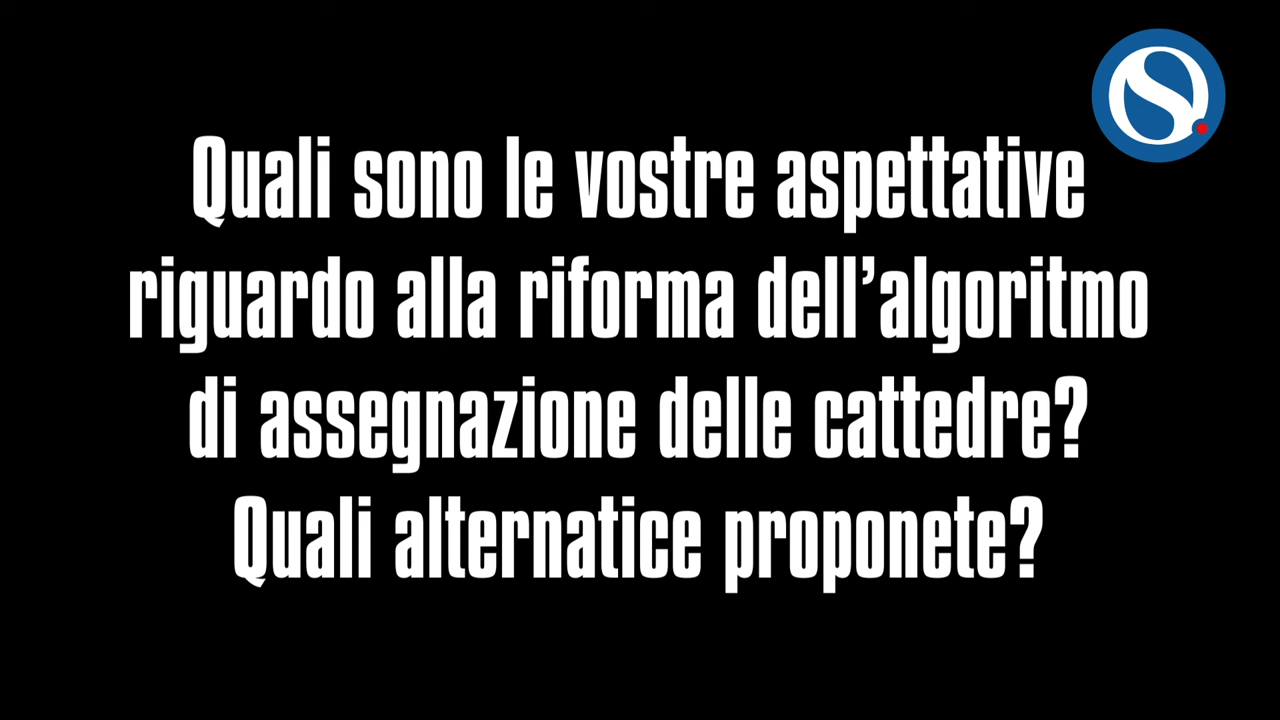 Quali sono le vostre aspettative
riguardo alla riforma dell’algoritmo
di assegnazione delle cattedre?
Quali alternatice proponete?